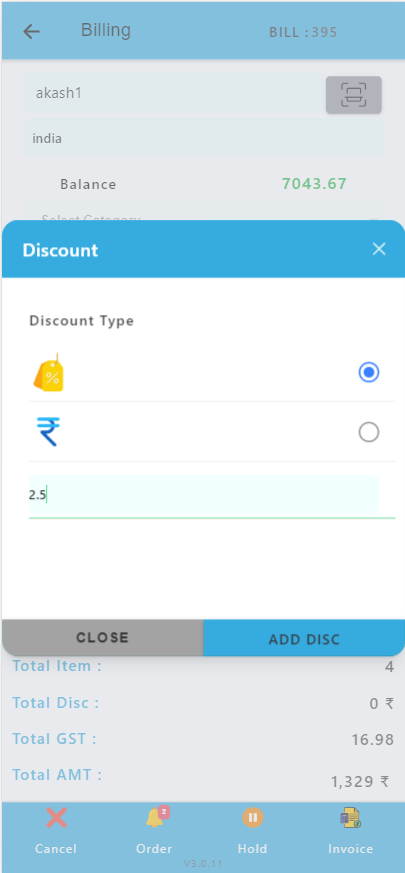 Billing BILL :395
akash1
india
Balance 7043.67
Select Category
Discount
Discount Type
%
₹
2.5
CLOSE ADD DISC
Total Item : 4
Total Disc : 0 ₹
Total GST : 16.98
Total AMT : 1,329 ₹
2
Cancel Order Hold Invoice
V3.0.11